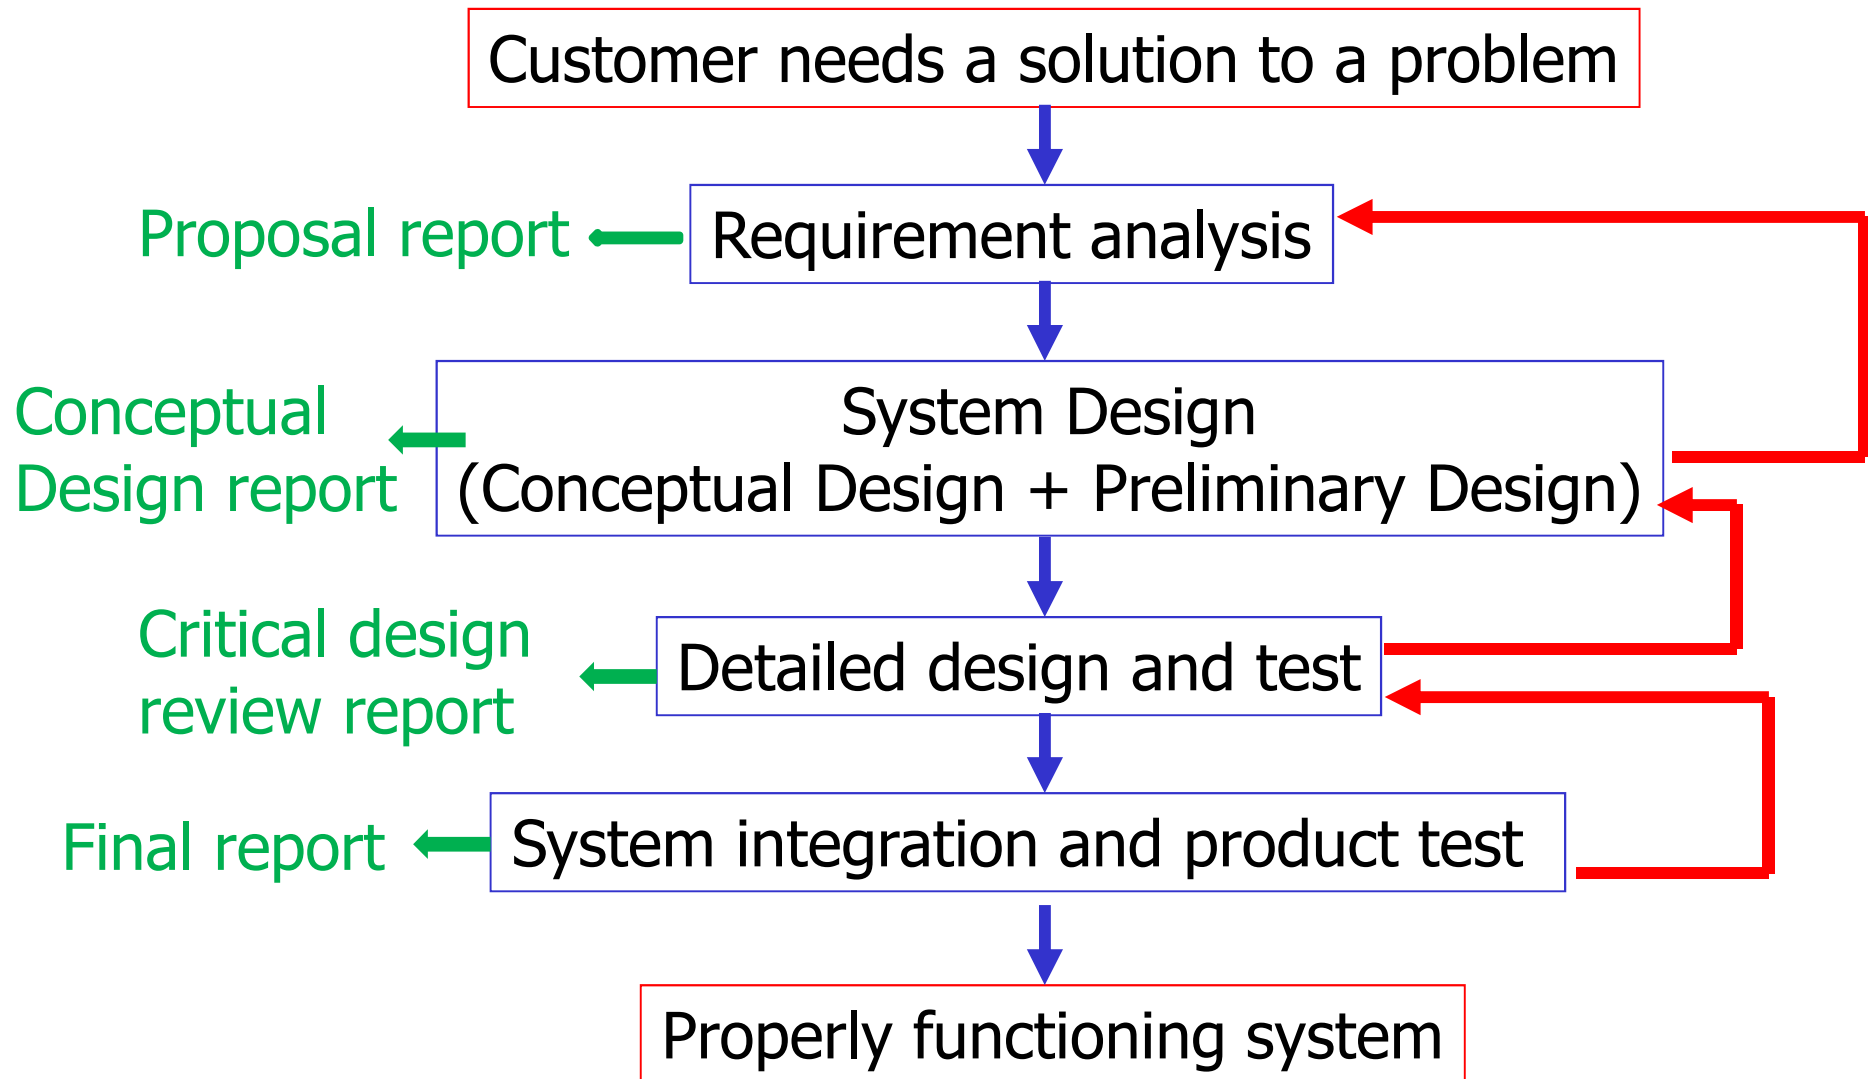 Customer needs a solution to a problem
Proposal report
Requirement analysis
Conceptual
Design report
System Design
(Conceptual Design + Preliminary Design)
Critical design
review report
Detailed design and test
Final report
System integration and product test
Properly functioning system